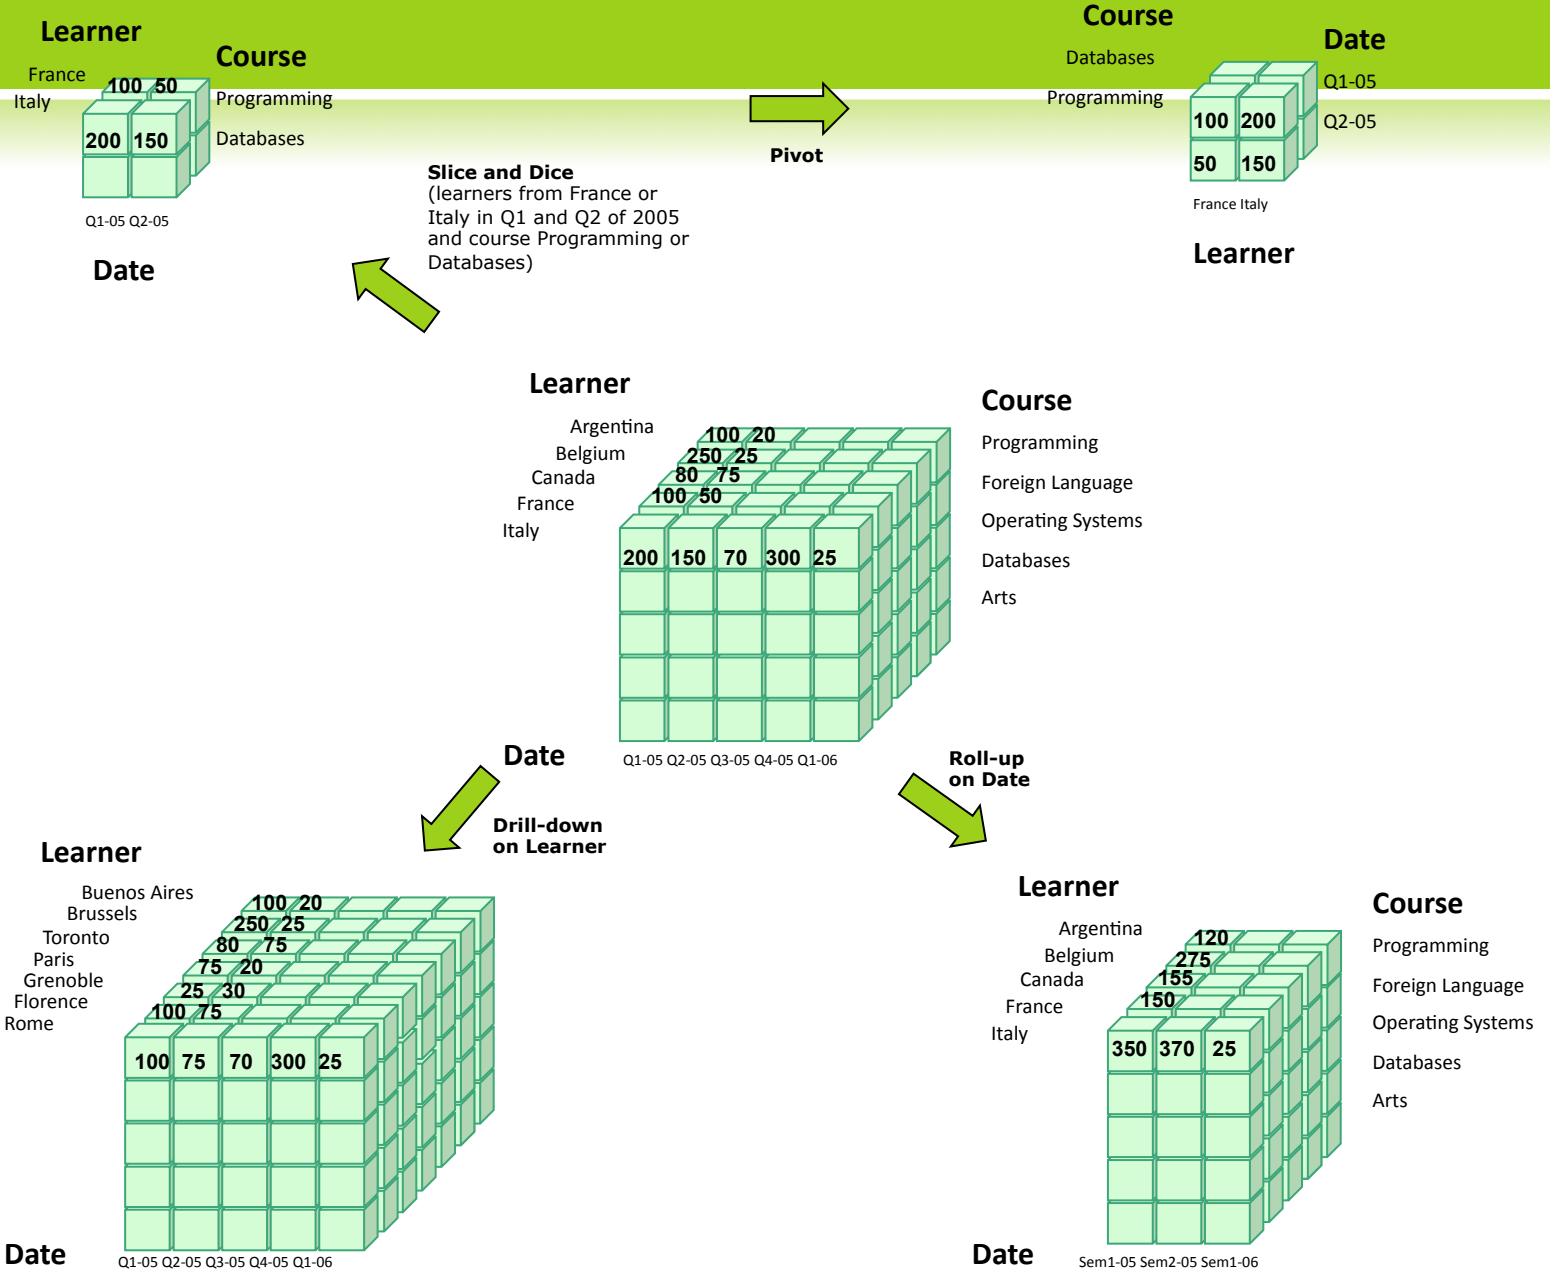 Learner
Course
France
Italy
100 50
200 150
Programming
Databases
Q1-05 Q2-05
Date
Slice and Dice
(learners from France or
Italy in Q1 and Q2 of 2005
and course Programming or
Databases)
Pivot
Course
Date
Databases
Programming
Q1-05
Q2-05
100 200
50 150
France Italy
Learner
Learner
Course
Argentina
Belgium
Canada
France
Italy
100 20
250 25
80 75
100 50
200 150 70 300 25
Programming
Foreign Language
Operating Systems
Databases
Arts
Date
Q1-05 Q2-05 Q3-05 Q4-05 Q1-06
Drill-down
on Learner
Roll-up
on Date
Learner
Buenos Aires
Brussels
Toronto
Paris
Grenoble
Florence
Rome
100 20
250 25
80 75
75 20
25 30
100 75
100 75 70 300 25
Date
Q1-05 Q2-05 Q3-05 Q4-05 Q1-06
Learner
Course
Argentina
Belgium
Canada
France
Italy
120
275
155
150
350 370 25
Programming
Foreign Language
Operating Systems
Databases
Arts
Date
Sem1-05 Sem2-05 Sem1-06